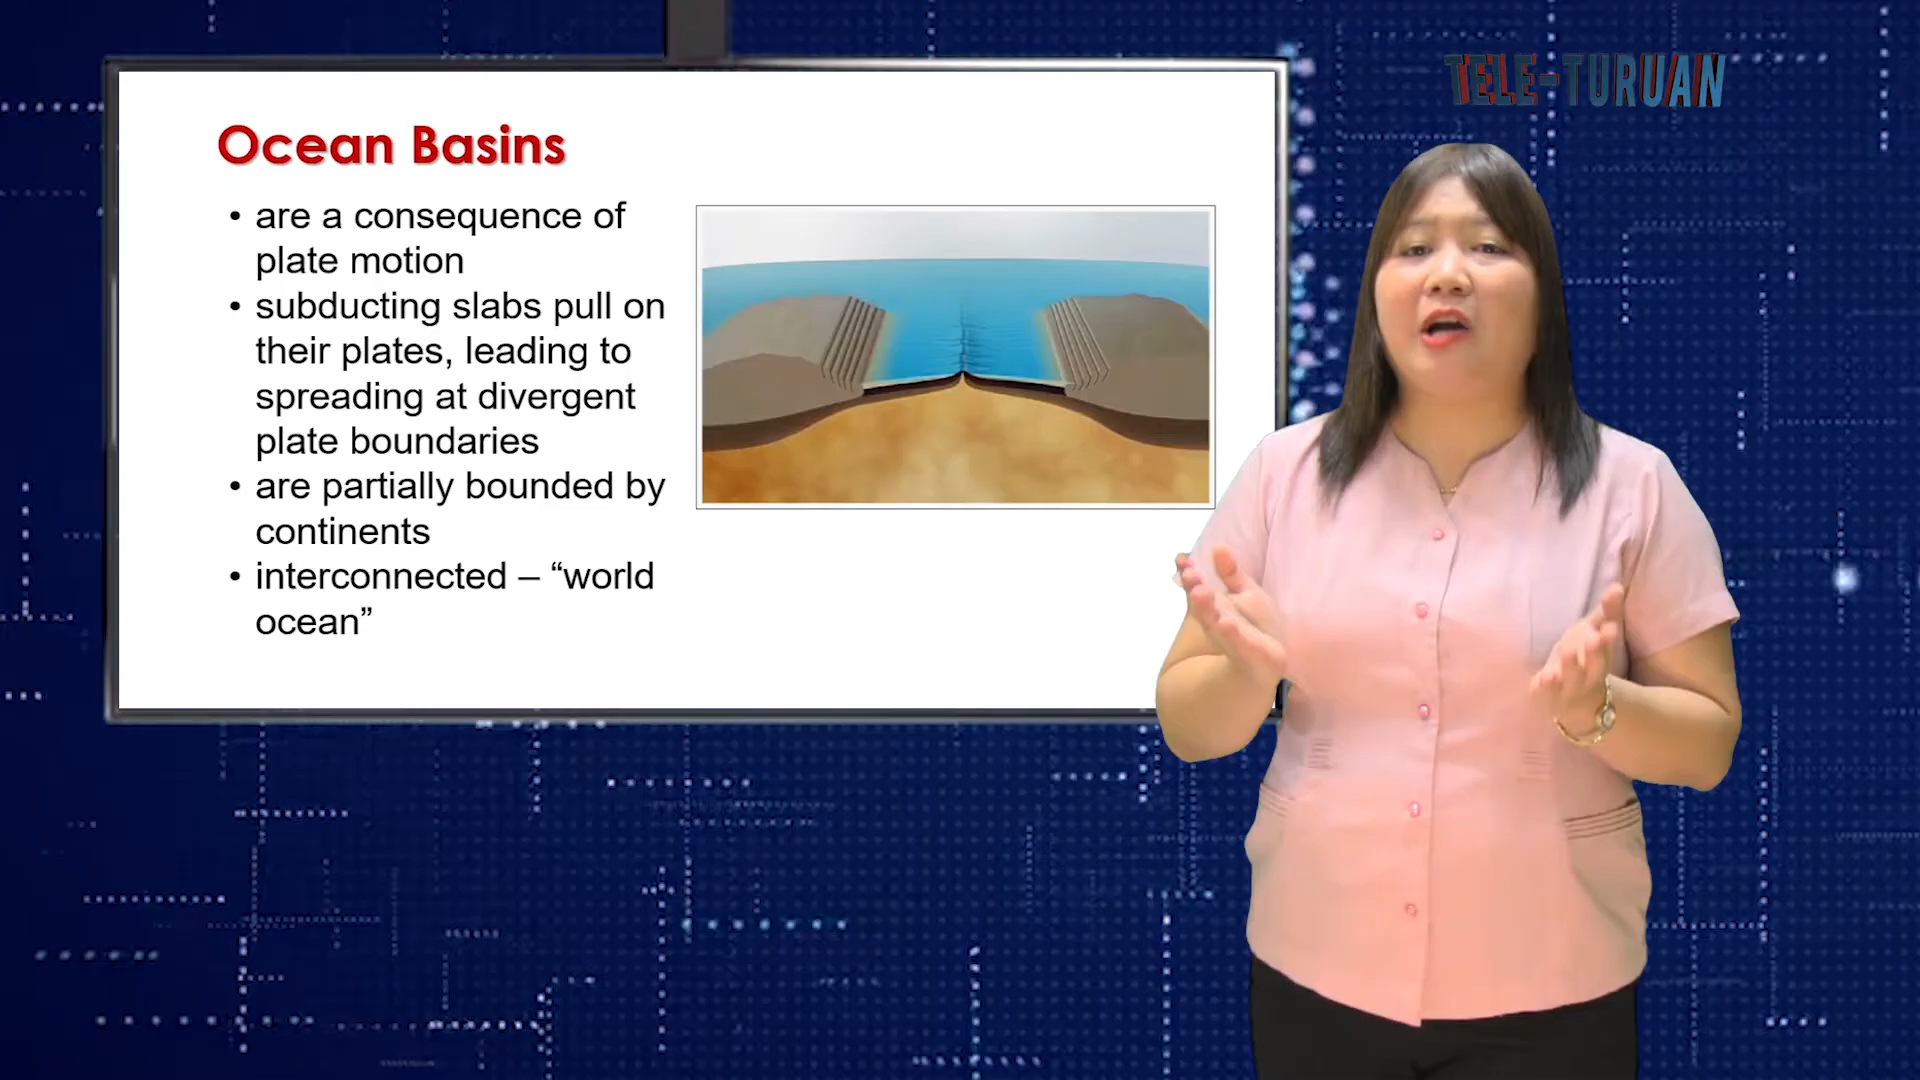 TELE-TURUAN
Ocean Basins
• are a consequence of
plate motion
• subducting slabs pull on
their plates, leading to
spreading at divergent
plate boundaries
• are partially bounded by
continents
• interconnected – “world
ocean”